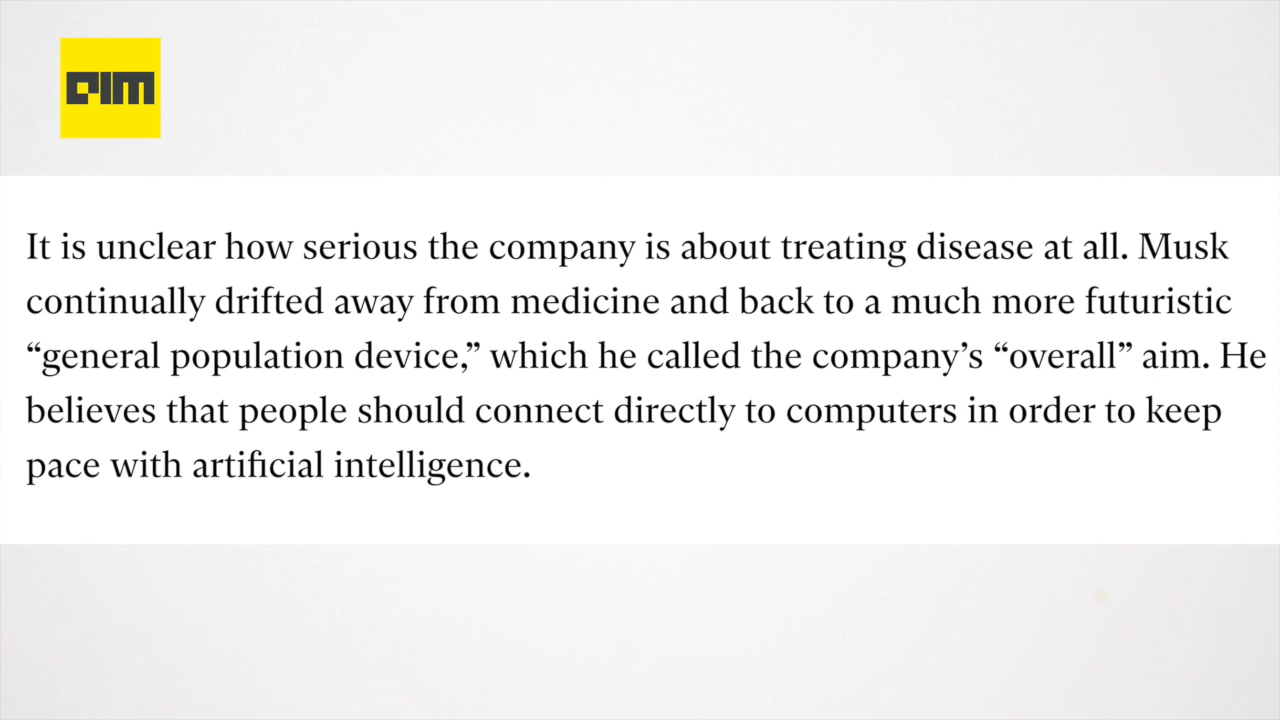 AIM
It is unclear how serious the company is about treating disease at all. Musk
continually drifted away from medicine and back to a much more futuristic
“general population device,” which he called the company’s “overall” aim. He
believes that people should connect directly to computers in order to keep
pace with artificial intelligence.